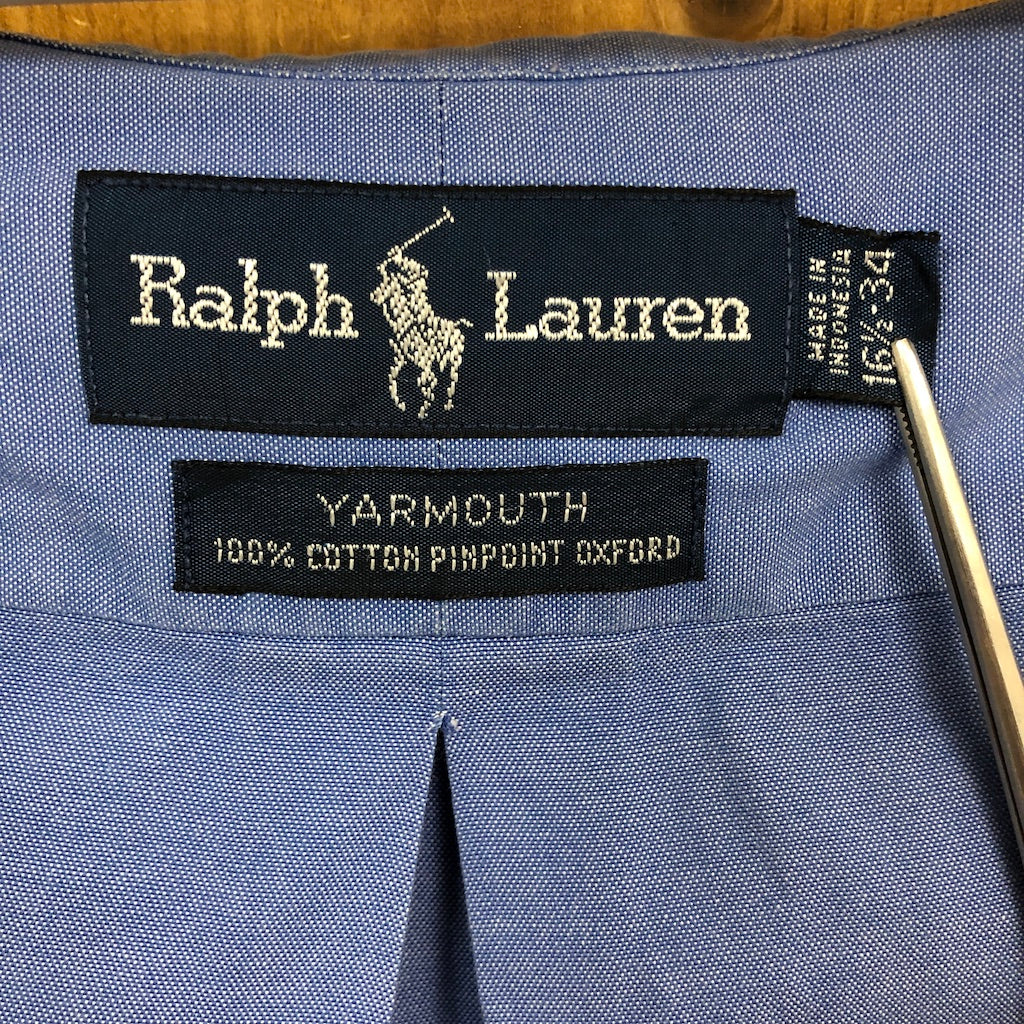 Ralph Lauren
MADE IN
INDONESIA
16½-34
YARMOUTH
100% COTTON PINPOINT OXFORD